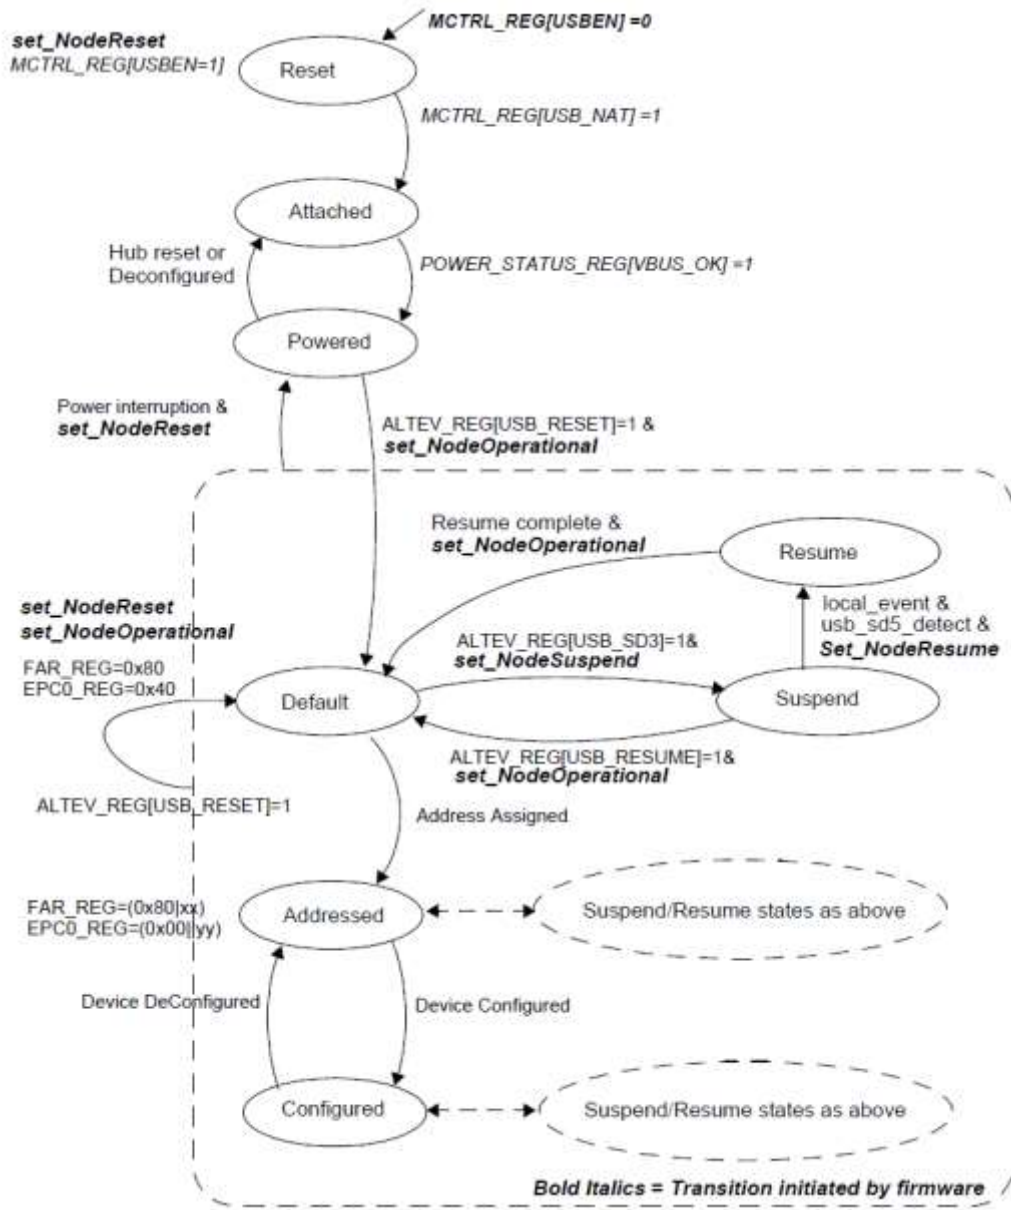 MCTRL_REG[USBEN] =0
set_NodeReset
MCTRL_REG[USBEN=1]
Reset
MCTRL_REG[USB_NAT] =1
Attached
Hub reset or
Deconfigured
POWER_STATUS_REG[VBUS_OK] =1
Powered
Power interruption &
set_NodeReset
ALTEV_REG[USB_RESET]=1 &
set_NodeOperational
Resume complete &
set_NodeOperational
Resume
set_NodeReset
set_NodeOperational
FAR_REG=0x80
EPC0_REG=0x40
local_event &
usb_sd5_detect &
Set_NodeResume
ALTEV_REG[USB_SD3]=1&
set_NodeSuspend
Default
Suspend
ALTEV_REG[USB_RESUME]=1&
set_NodeOperational
ALTEV_REG[USB_RESET]=1
Address Assigned
FAR_REG=(0x80|xx)
EPC0_REG=(0x00||yy)
Addressed
Suspend/Resume states as above
Device DeConfigured
Device Configured
Configured
Suspend/Resume states as above
Bold Italics = Transition initiated by firmware